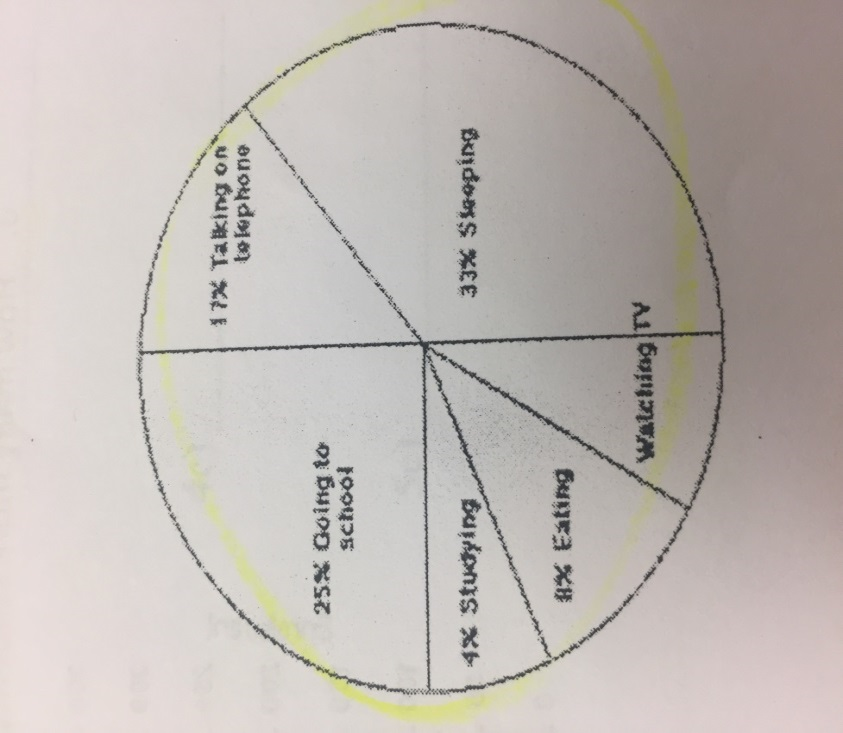 17% Talking on
telephone
33% Sleeping
25% Going to
school
4% Studying
8% Eating
Watching TV